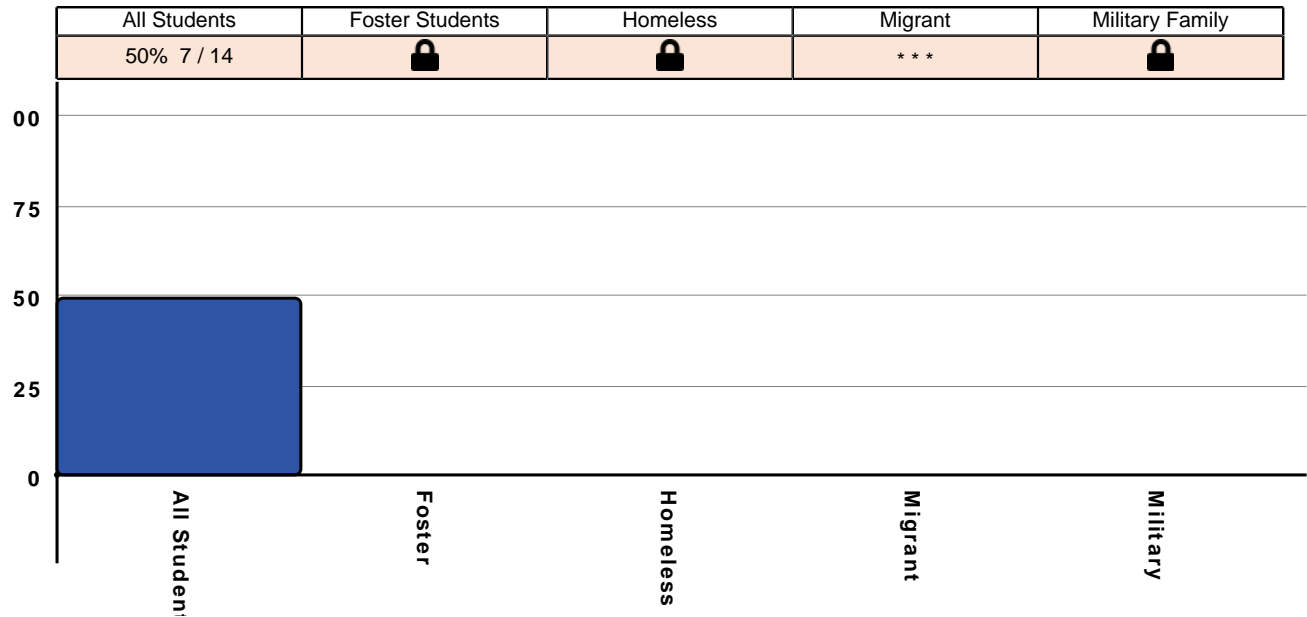 All Students Foster Students Homeless Migrant Military Family
50% 7 / 14 * * *
00
75
50
25
0
All Student
Foster
Homeless
Migrant
Military